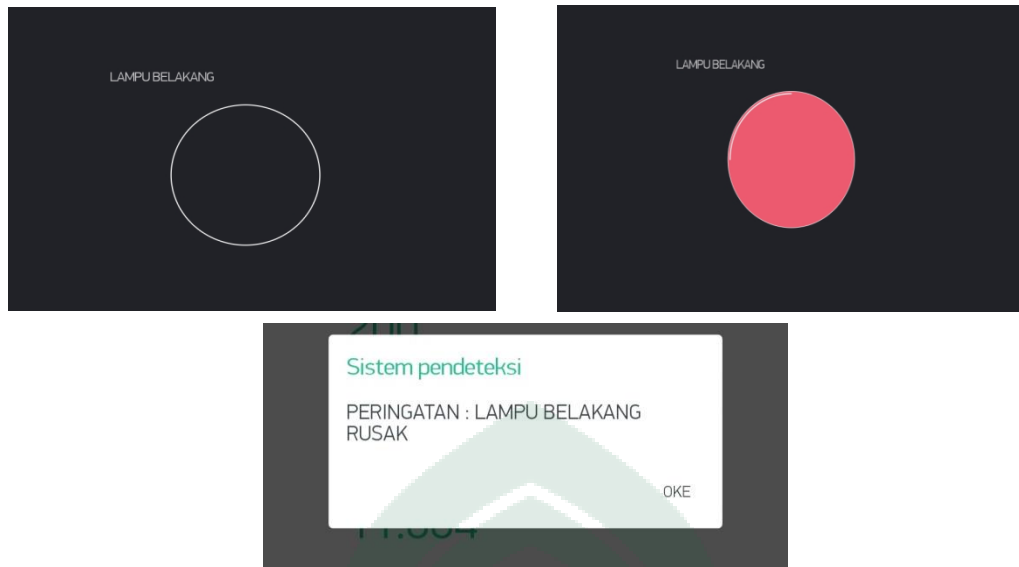 LAMPU BELAKANG
LAMPU BELAKANG
Sistem pendeteksi
PERINGATAN : LAMPU BELAKANG
RUSAK
OKE